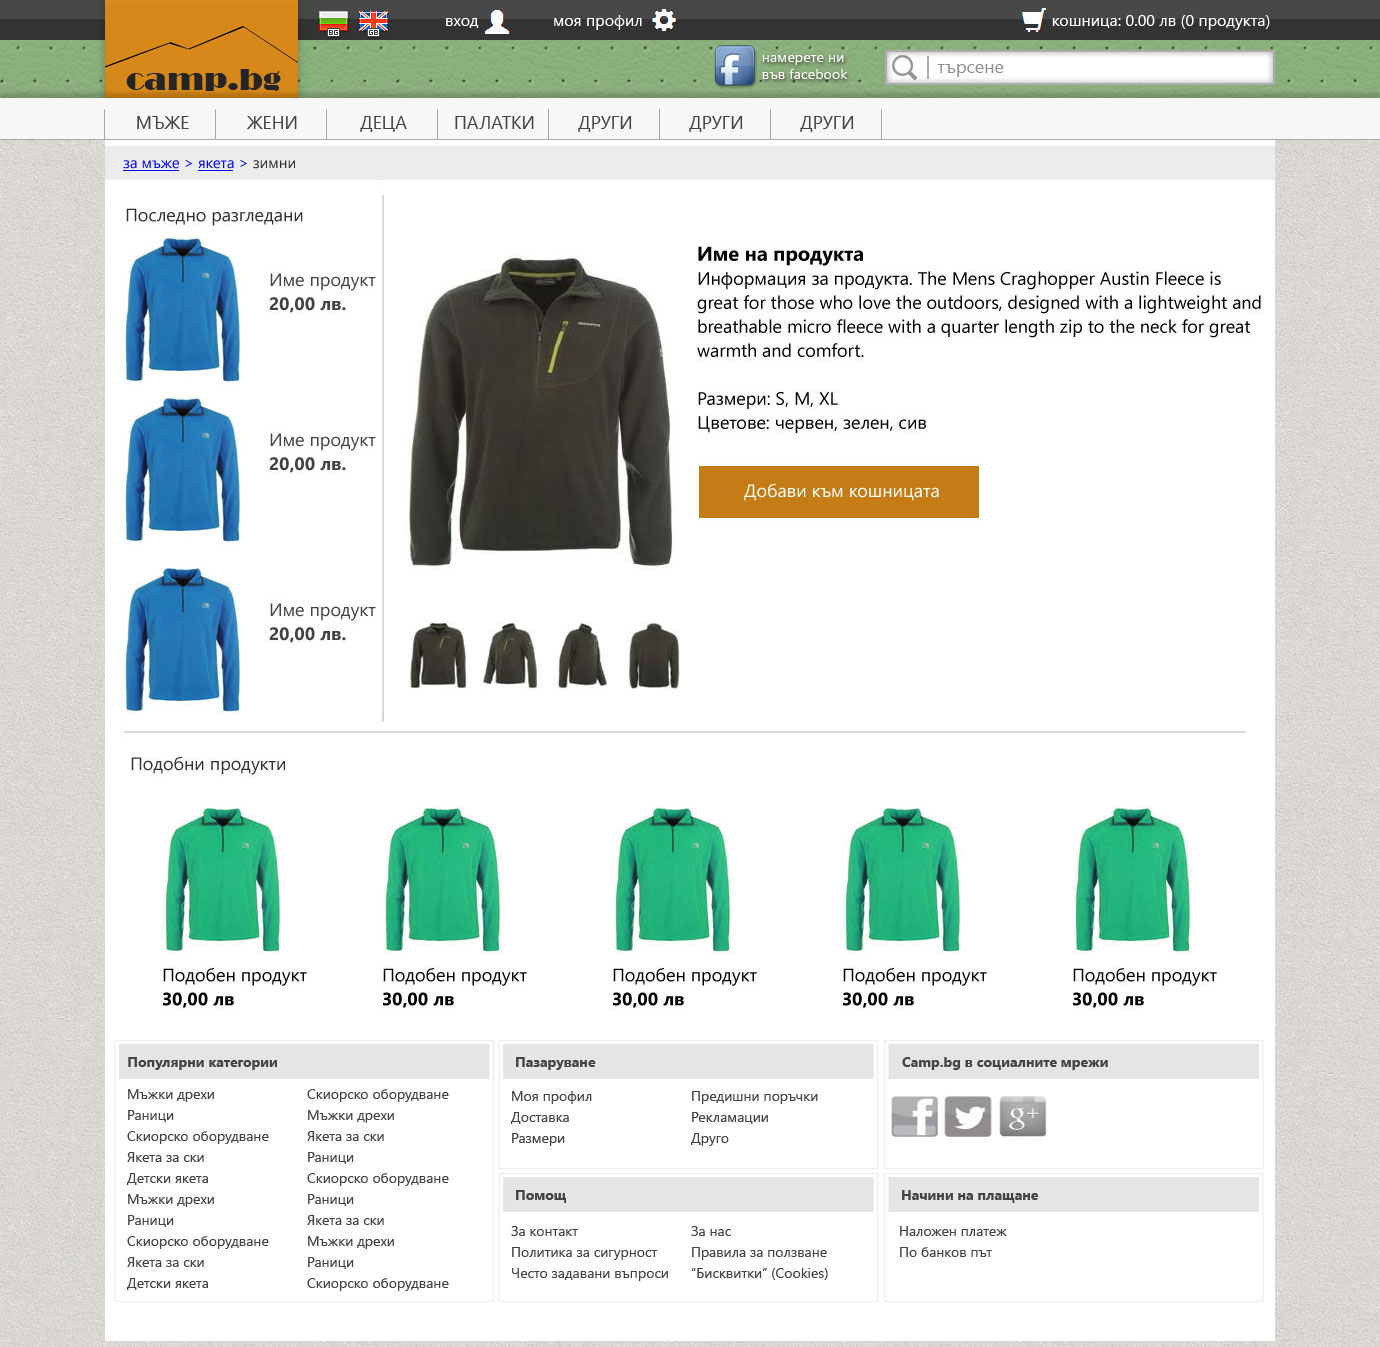 camp.bg
BG
GB
вход
моя профил
кошница: 0.00 лв (0 продукта)
намерете ни
във facebook
търсене
МЪЖЕ
ЖЕНИ
ДЕЦА
ПАЛАТКИ
ДРУГИ
ДРУГИ
ДРУГИ
за мъже > якета > зимни
Последно разгледани
Име продукт
20,00 лв.
Име продукт
20,00 лв.
Име продукт
20,00 лв.
Име на продукта
Информация за продукта. The Mens Craghopper Austin Fleece is
great for those who love the outdoors, designed with a lightweight and
breathable micro fleece with a quarter length zip to the neck for great
warmth and comfort.
Размери: S, M, XL
Цветове: червен, зелен, сив
Добави към кошницата
Подобни продукти
Подобен продукт
30,00 лв
Подобен продукт
30,00 лв
Подобен продукт
30,00 лв
Подобен продукт
30,00 лв
Подобен продукт
30,00 лв
Популярни категории
Мъжки дрехи
Раници
Скиорско оборудване
Якета за ски
Детски якета
Мъжки дрехи
Раници
Скиорско оборудване
Якета за ски
Детски якета
Скиорско оборудване
Мъжки дрехи
Якета за ски
Раници
Скиорско оборудване
Раници
Якета за ски
Мъжки дрехи
Раници
Скиорско оборудване
Пазаруване
Моя профил
Доставка
Размери
Предишни поръчки
Рекламации
Друго
Помощ
За контакт
Политика за сигурност
Често задавани въпроси
За нас
Правила за ползване
“Бисквитки” (Cookies)
Camp.bg в социалните мрежи
f
g+
Начини на плащане
Наложен платеж
По банков път